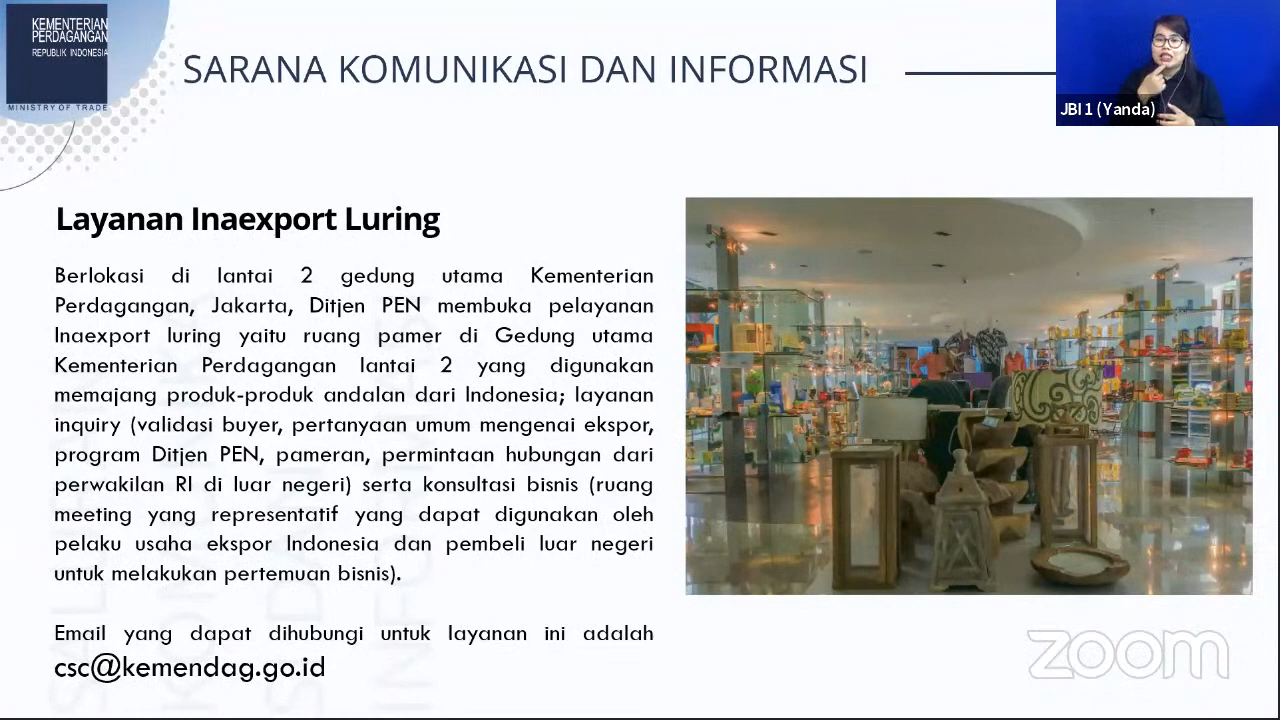 KEMENTERIAN
PERDAGANGAN
REPUBLIK INDONESIA
MINISTRY OF TRADE
SARANA KOMUNIKASI DAN INFORMASI
JBI 1 (Yanda)
Layanan Inaexport Luring
Berlokasi di lantai 2 gedung utama Kementerian
Perdagangan, Jakarta, Ditjen PEN membuka pelayanan
Inaexport luring yaitu ruang pamer di Gedung utama
Kementerian Perdagangan lantai 2 yang digunakan
memajang produk-produk andalan dari Indonesia; layanan
inquiry (validasi buyer, pertanyaan umum mengenai ekspor,
program Ditjen PEN, pameran, permintaan hubungan dari
perwakilan RI di luar negeri) serta konsultasi bisnis (ruang
meeting yang representatif yang dapat digunakan oleh
pelaku usaha ekspor Indonesia dan pembeli luar negeri
untuk melakukan pertemuan bisnis).
Email yang dapat dihubungi untuk layanan ini adalah
csc@kemendag.go.id
zoom